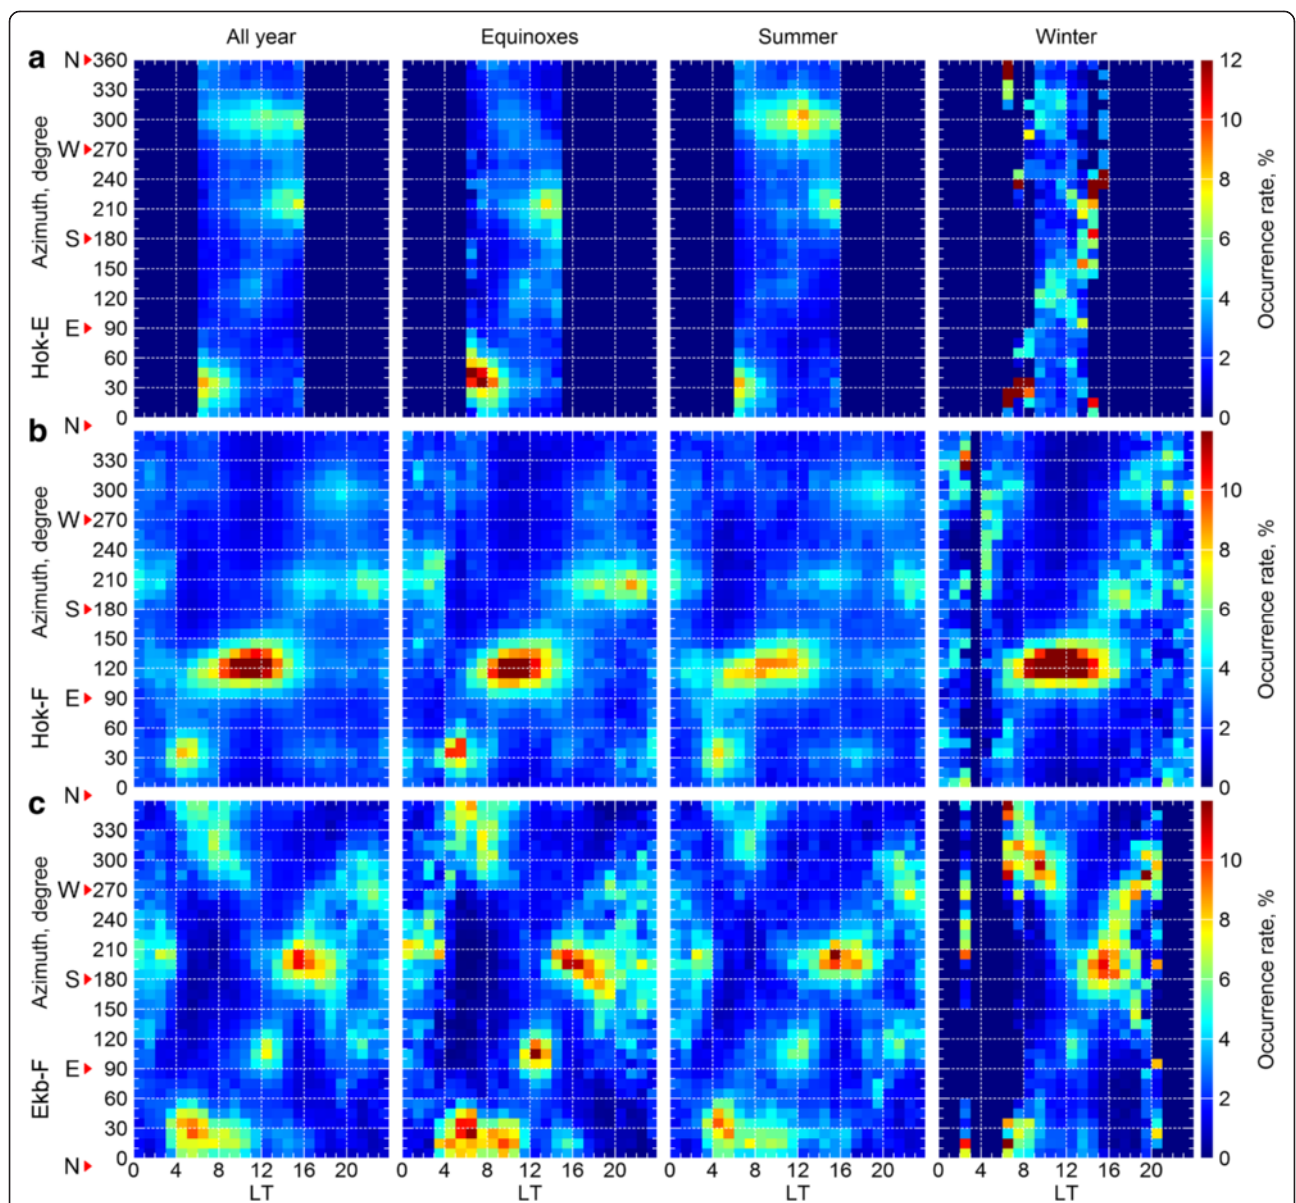 All year Equinoxes Summer Winter
a N 360 12
330
300 10
W 270
240 8
210
S 180 6
150
120 4
E 90
60 2
30
0 0
Azimuth, degree
Hok-E
Occurrence rate, %
b N
330
300 10
W 270
240 8
210
S 180 6
150
120 4
E 90
60 2
30
0 0
Azimuth, degree
Hok-F
Occurrence rate, %
c N
330
300 10
W 270
240 8
210
S 180 6
150
120 4
E 90
60 2
30
0 0
N
Azimuth, degree
Ekb-F
Occurrence rate, %
0 4 8 12 16 20 0 4 8 12 16 20 0 4 8 12 16 20 0 4 8 12 16 20
LT LT LT LT